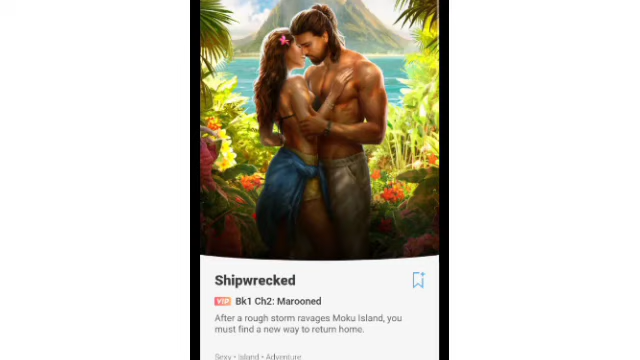 Shipwrecked
VIP Bk1 Ch2: Marooned
After a rough storm ravages Moku Island, you
must find a new way to return home.
Sexy • Island • Adventure